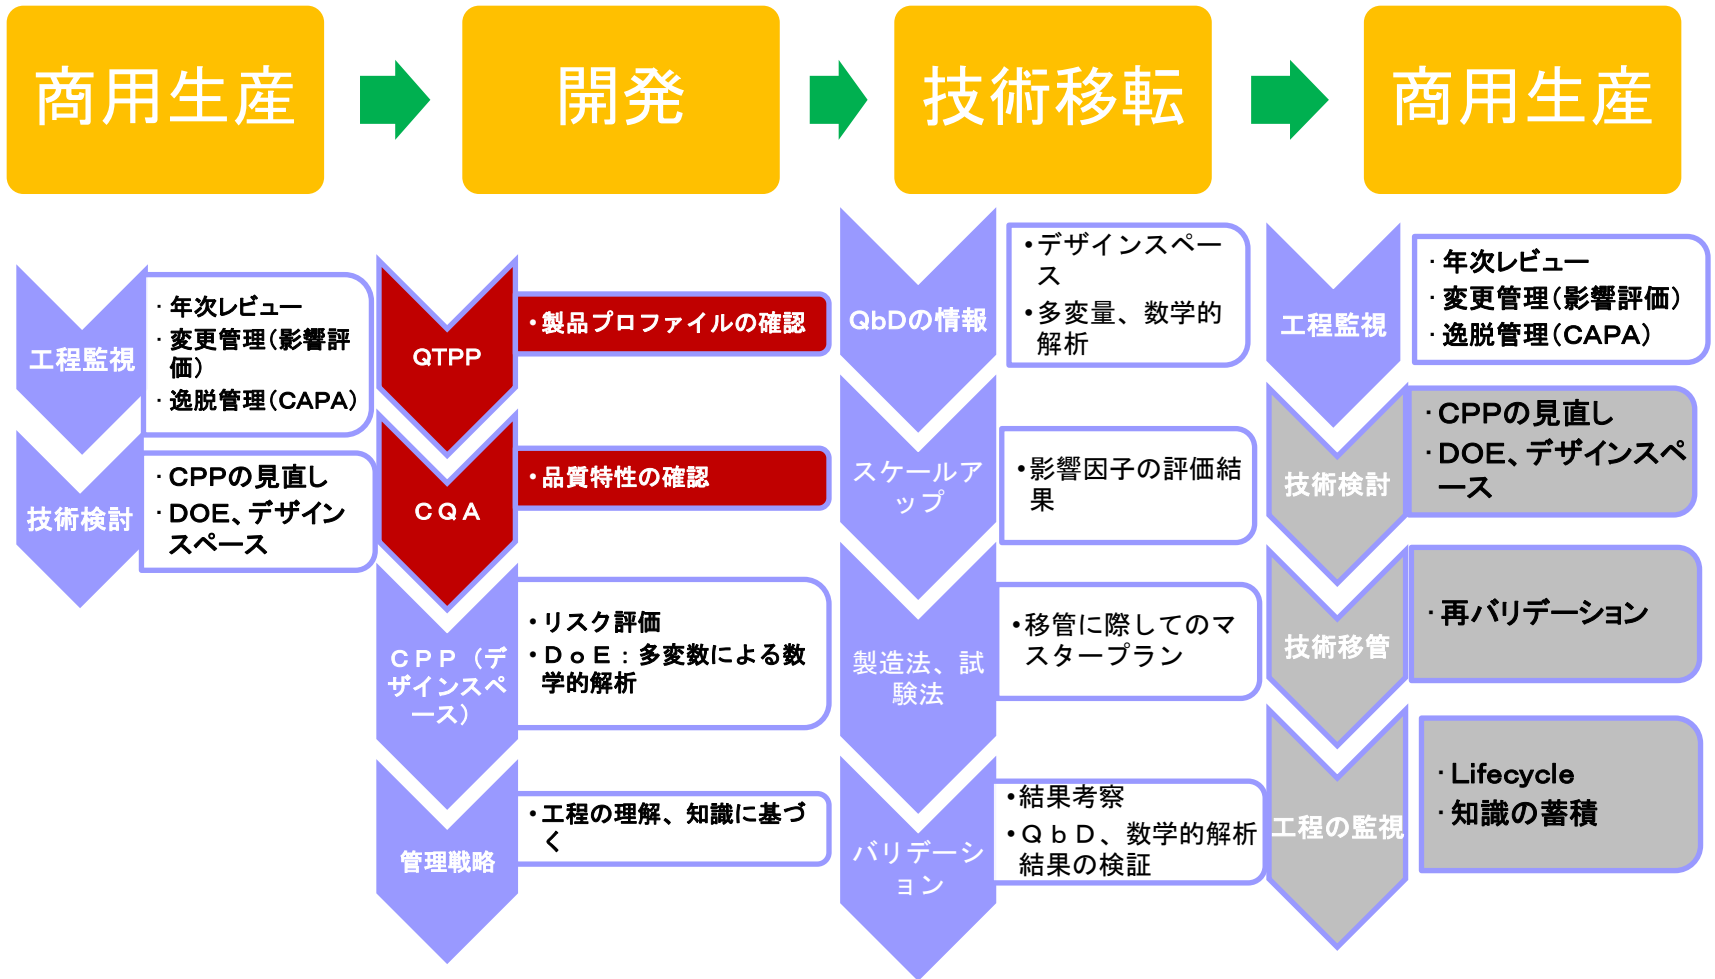 商用生産
開発
技術移転
商用生産
工程監視
・年次レビュー
・変更管理（影響評
価）
・逸脱管理（CAPA）
技術検討
・CPPの見直し
・DOE、デザイン
スペース
QTPP
•製品プロファイルの確認
ＣＱＡ
•品質特性の確認
ＣＰＰ（デ
ザインスペ
ース）
•リスク評価
•ＤｏＥ：多変数による数
学的解析
管理戦略
•工程の理解、知識に基づ
く
QbDの情報
•デザインスペー
ス
•多変量、数学的
解析
スケールア
ップ
•影響因子の評価結
果
製造法、試
験法
•移管に際してのマ
スタープラン
バリデーシ
ョン
•結果考察
•ＱｂＤ、数学的解析
結果の検証
工程監視
・年次レビュー
・変更管理（影響評価）
・逸脱管理（CAPA）
技術検討
・CPPの見直し
・DOE、デザインスペ
ース
技術移管
・再バリデーション
工程の監視
・Lifecycle
・知識の蓄積